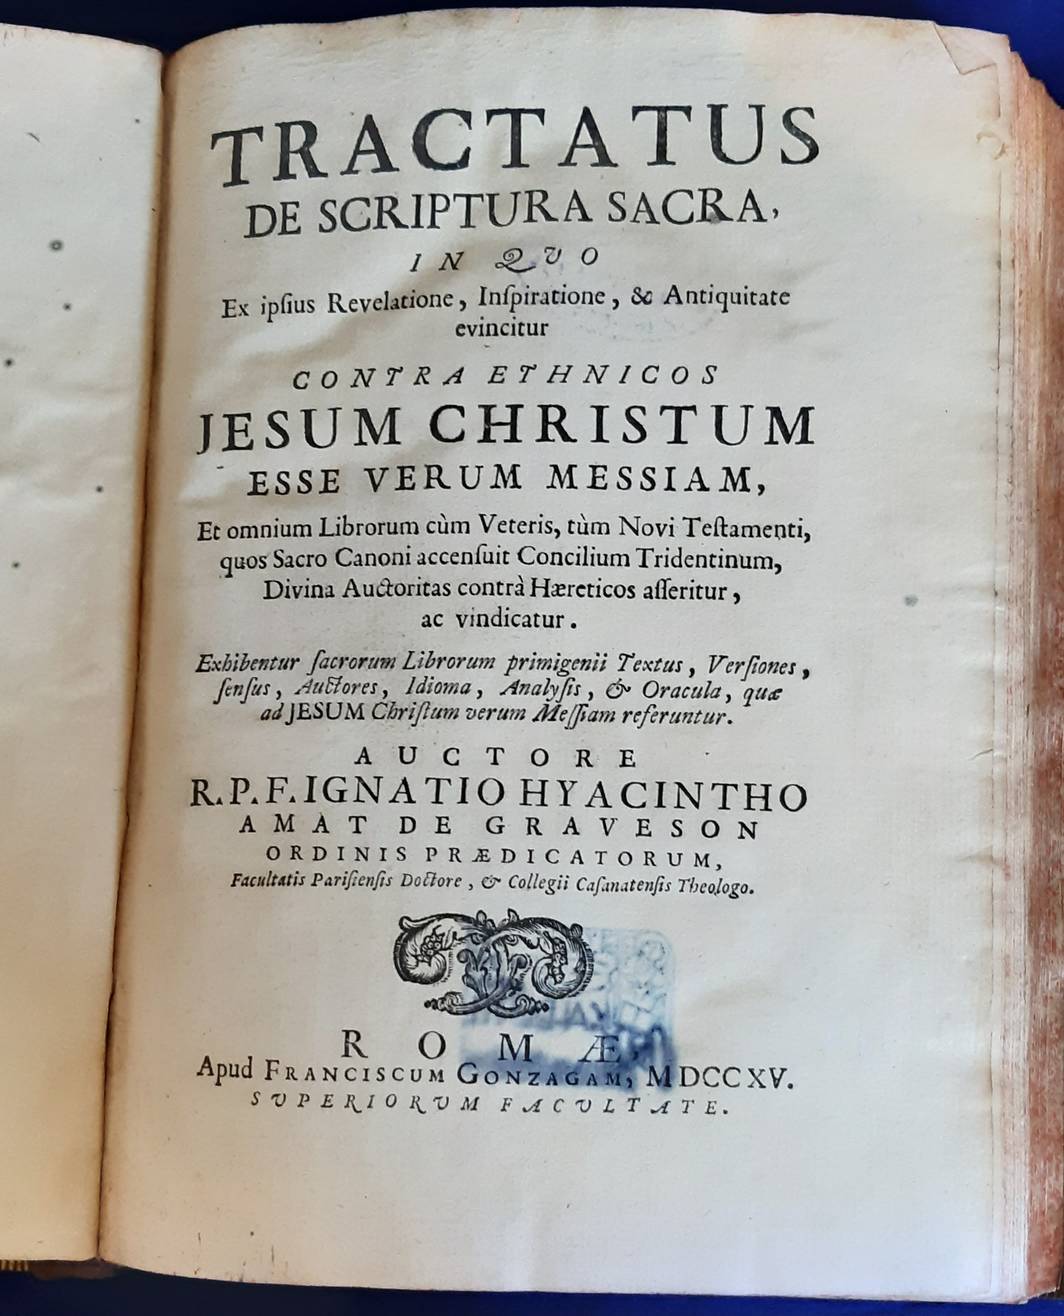 TRACTATUS
DE SCRIPTURA SACRA,
IN QVO
Ex ipſius Revelatione, Inſpiratione, & Antiquitate
evincitur
CONTRA ETHNICOS
JESUM CHRISTUM
ESSE VERUM MESSIAM,
Et omnium Librorum cùm Veteris, tùm Novi Teſtamenti,
quos Sacro Canoni accenſuit Concilium Tridentinum,
Divina Auctoritas contrà Hæreticos aſſeritur,
ac vindicatur.
Exhibentur ſacrorum Librorum primigenii Textus, Verſiones,
ſenſus, Auctores, Idioma, Analyſis, & Oracula, quæ
ad JESUM Chriſtum verum Meſſiam referuntur.
AUCTORE
R. P. F. IGNATIO HYACINTHO
AMAT DE GRAVESON
ORDINIS PRÆDICATORUM,
Facultatis Pariſienſis Doctore, & Collegii Caſanatenſis Theologo.
ROMÆ,
Apud FRANCISCUM GONZAGAM, MDCCXV.
SVPERIORVM FACVLTATE.